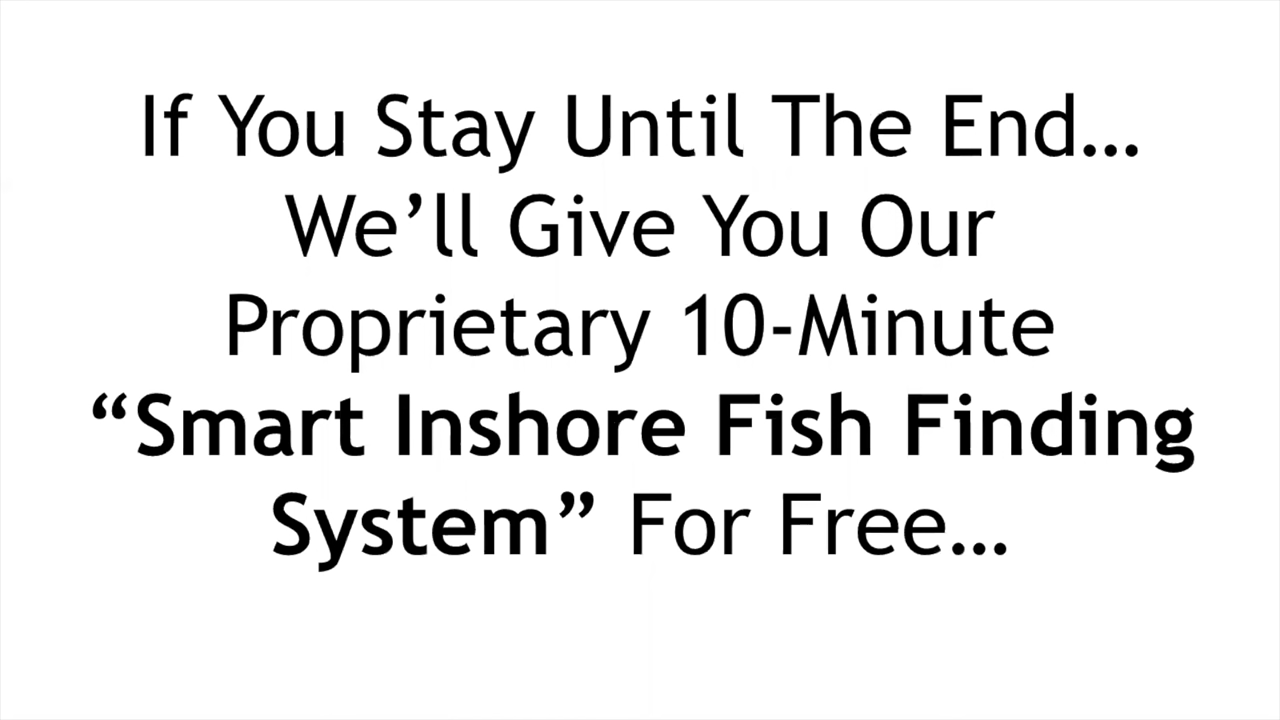 If You Stay Until The End…
We’ll Give You Our
Proprietary 10-Minute
“Smart Inshore Fish Finding
System” For Free…